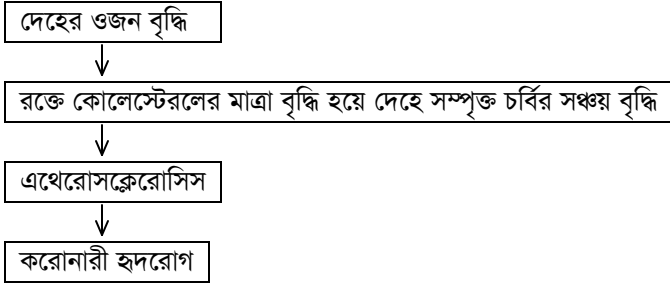 দেহের ওজন বৃদ্ধি
রক্তে কোলেস্টেরলের মাত্রা বৃদ্ধি হয়ে দেহে সম্পৃক্ত চর্বির সঞ্চয় বৃদ্ধি
এথেরোসক্লেরোসিস
করোনারী হৃদরোগ